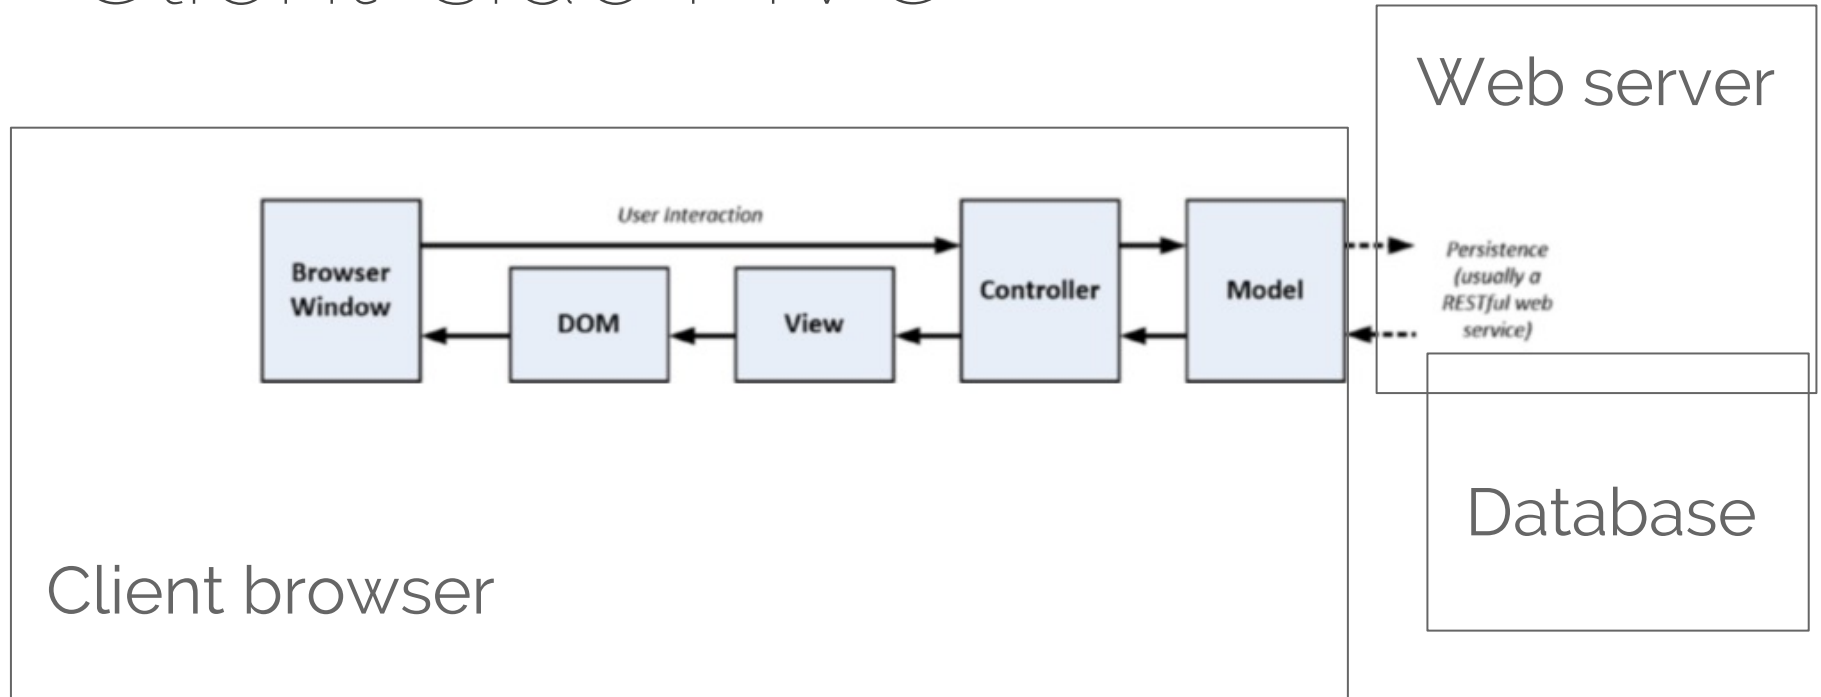 Web server
User Interaction
Browser
Window
DOM
View
Controller
Model
Persistence
(usually a
RESTful web
service)
Database
Client browser